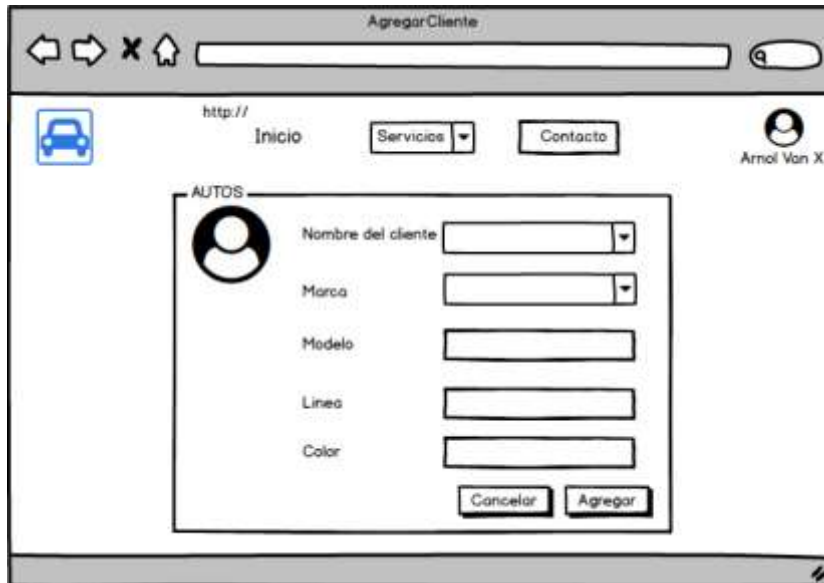 AgregarCliente
http://
Inicio
Servicios
Contacto
Arnol Van X
AUTOS
Nombre del cliente
Marca
Modelo
Linea
Color
Cancelar
Agregar